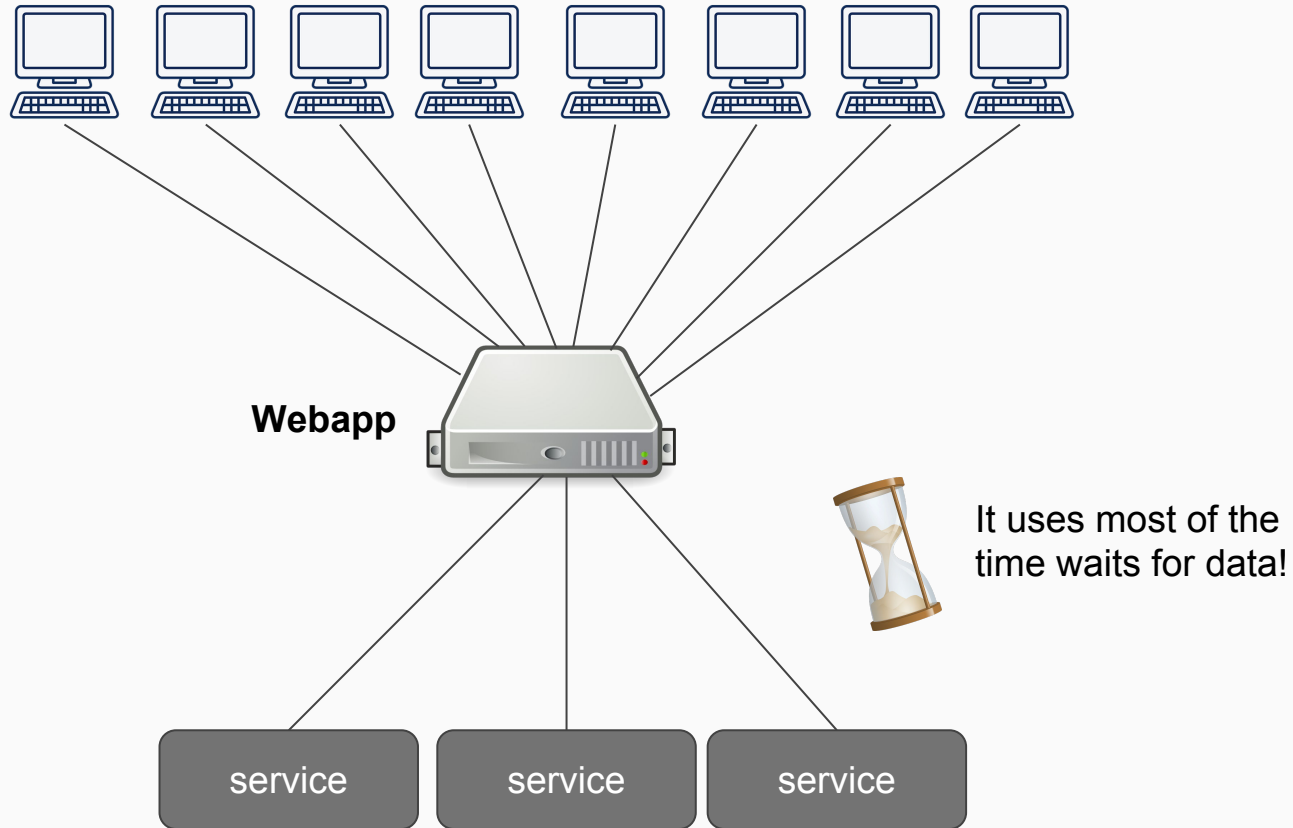 Webapp
It uses most of the
time waits for data!
service
service
service